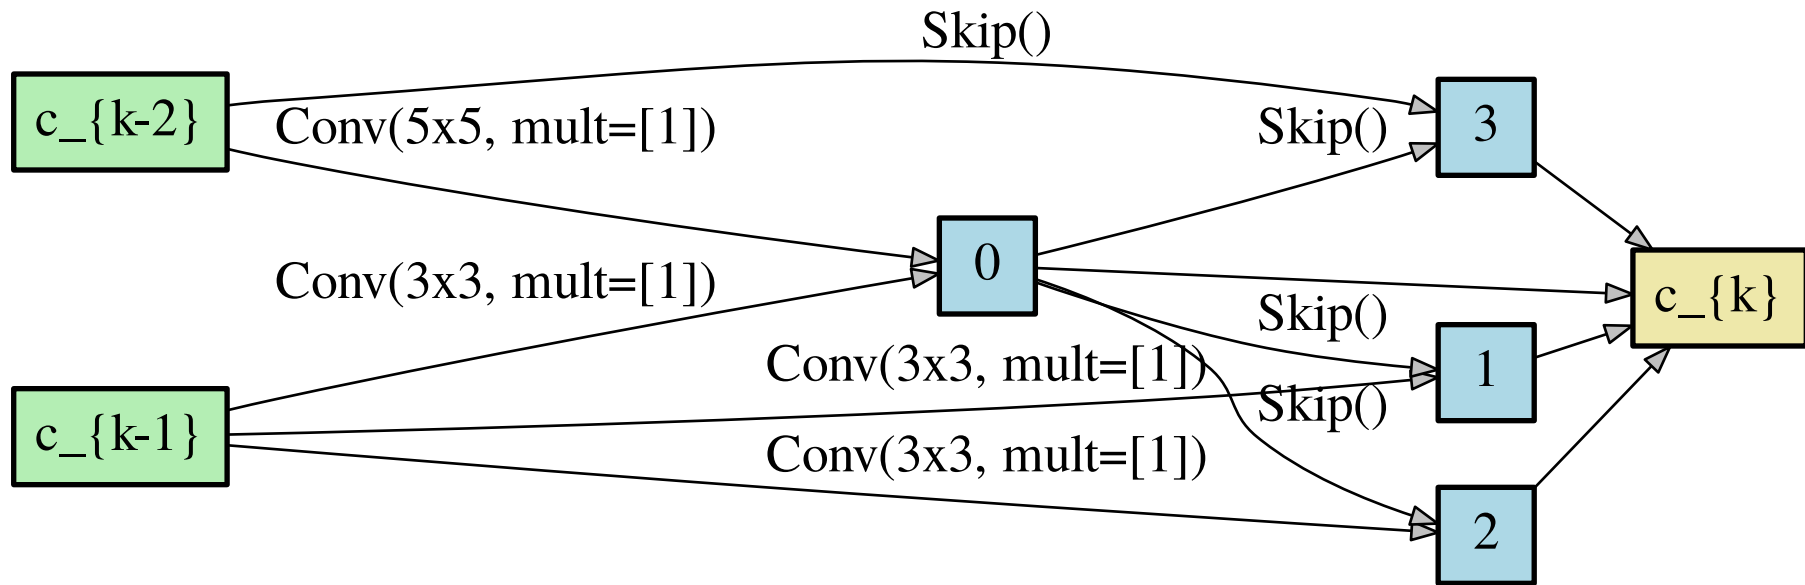 Skip()
c_{k-2}
Conv(5x5, mult=[1])
Skip()
3
Conv(3x3, mult=[1])
0
c_{k}
Skip()
Conv(3x3, mult=[1])
1
Skip()
c_{k-1}
Conv(3x3, mult=[1])
2